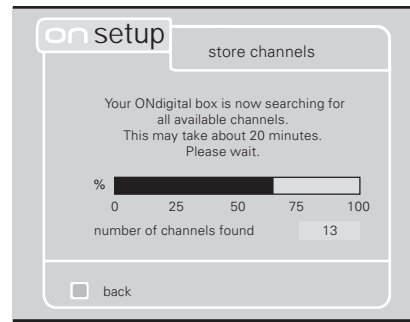 on setup
store channels
Your ONdigital box is now searching for
all available channels.
This may take about 20 minutes.
Please wait.
%
0 25 50 75 100
number of channels found 13
back